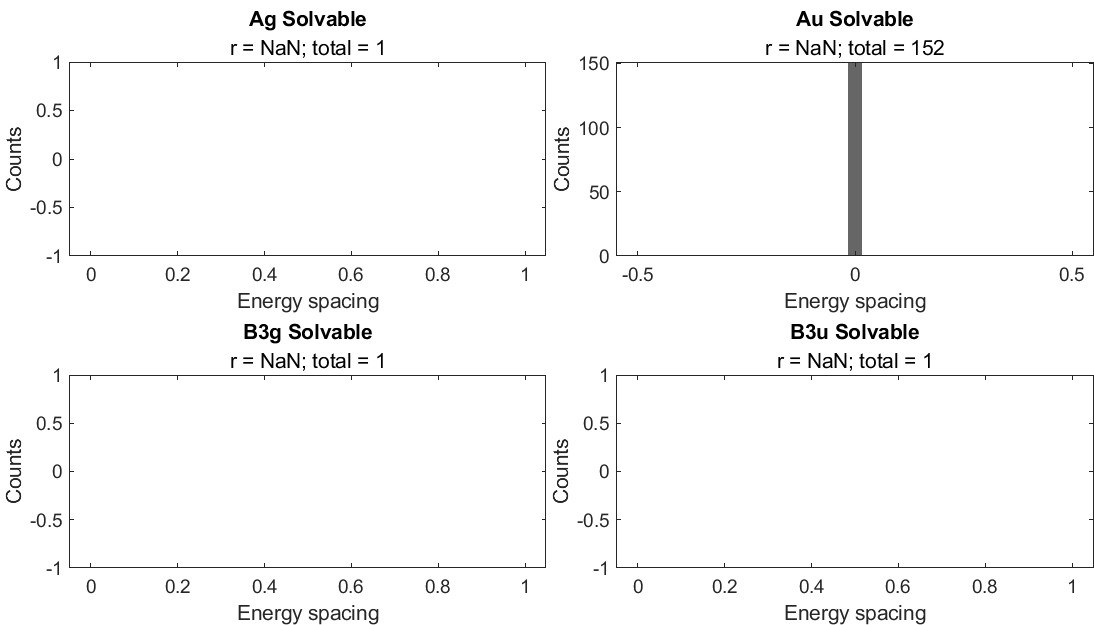 Ag Solvable
r = NaN; total = 1
1
0.5
0
-0.5
-1
Counts
0 0.2 0.4 0.6 0.8 1
Energy spacing
Au Solvable
r = NaN; total = 152
150
100
50
0
Counts
-0.5 0 0.5
Energy spacing
B3g Solvable
r = NaN; total = 1
1
0.5
0
-0.5
-1
Counts
0 0.2 0.4 0.6 0.8 1
Energy spacing
B3u Solvable
r = NaN; total = 1
1
0.5
0
-0.5
-1
Counts
0 0.2 0.4 0.6 0.8 1
Energy spacing